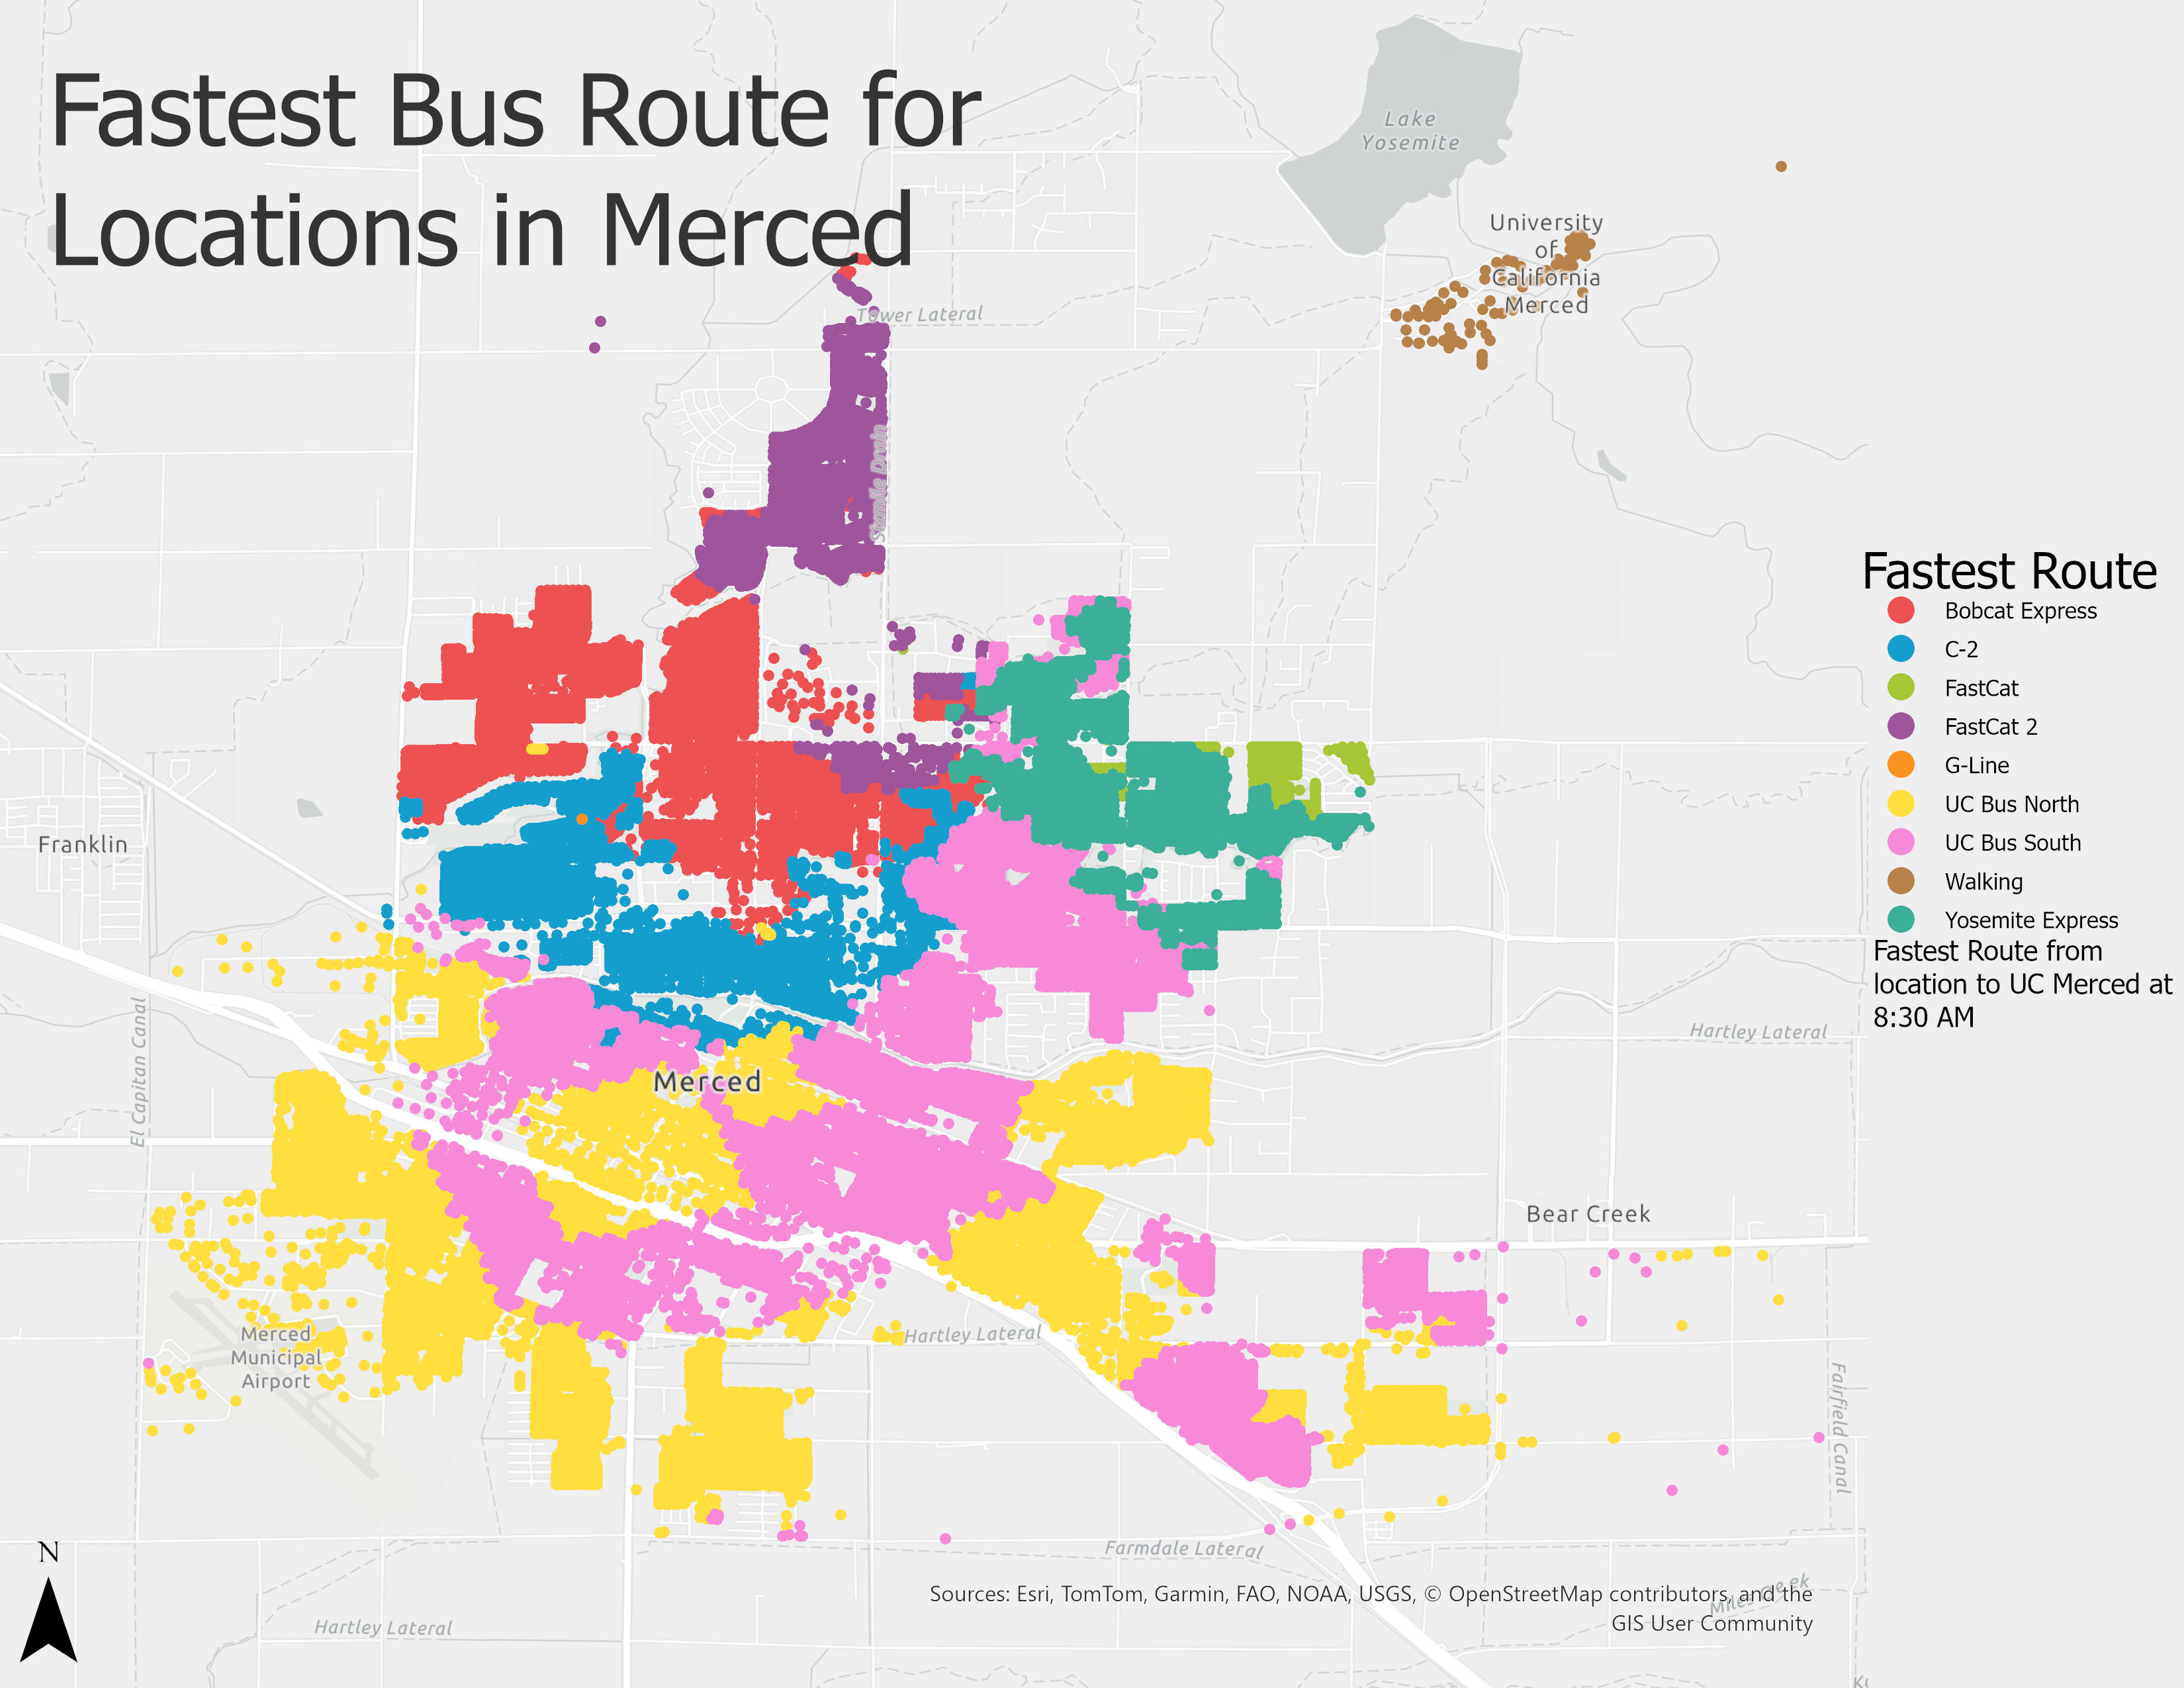 Fastest Bus Route for
Locations in Merced
Lake
Yosemite
University
of
California
Merced
Tower Lateral
Fastest Route
Bobcat Express
C-2
FastCat
FastCat 2
G-Line
UC Bus North
UC Bus South
Walking
Yosemite Express
Fastest Route from
location to UC Merced at
8:30 AM
Franklin
El Capitan Canal
Hartley Lateral
Merced
Bear Creek
Merced
Municipal
Airport
Hartley Lateral
Fairfield Canal
N
Farmdale Lateral
Sources: Esri, TomTom, Garmin, FAO, NOAA, USGS, © OpenStreetMap contributors, and the
GIS User Community
Miles Creek
Hartley Lateral